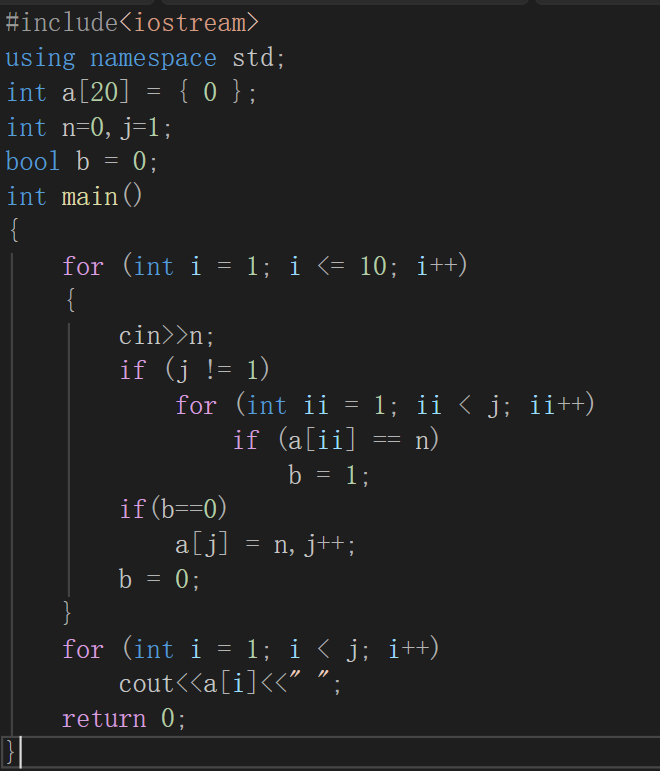 #include<iostream>
using namespace std;
int a[20] = { 0 };
int n=0,j=1;
bool b = 0;
int main()
{
    for (int i = 1; i <= 10; i++)
    {
        cin>>n;
        if (j != 1)
            for (int ii = 1; ii < j; ii++)
                if (a[ii] == n)
                    b = 1;
        if(b==0)
            a[j] = n,j++;
        b = 0;
    }
    for (int i = 1; i < j; i++)
        cout<<a[i]<<" ";
    return 0;
}